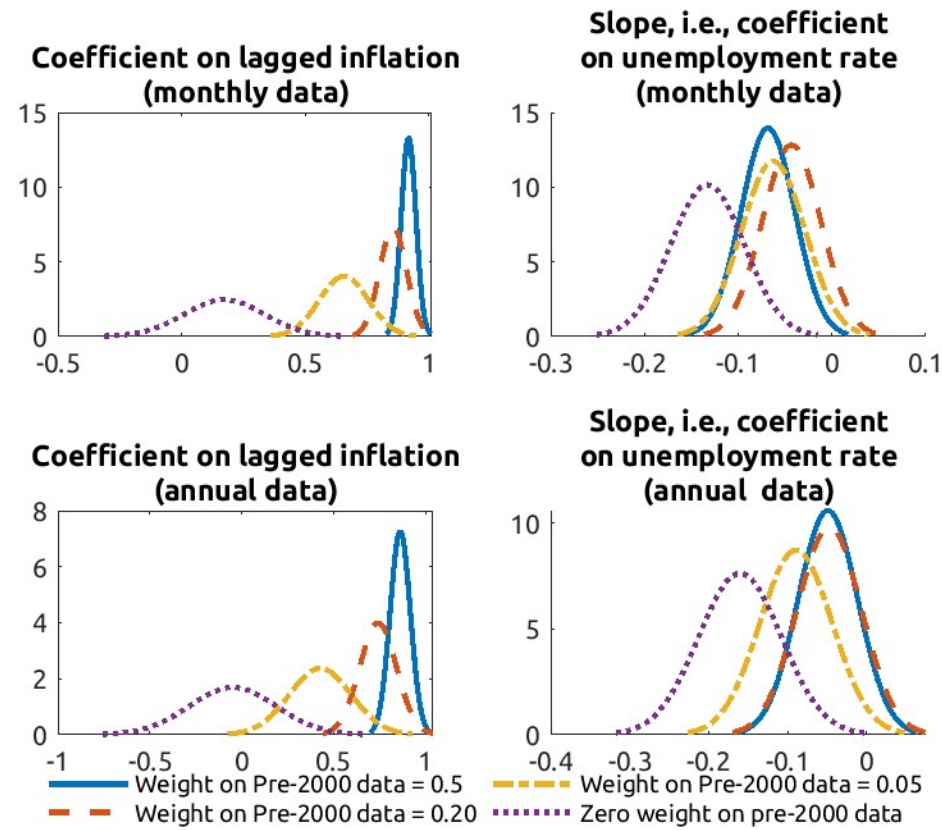 Coefficient on lagged inflation
(monthly data)
15
10
5
0
-0.5
0
0.5
1
Slope, i.e., coefficient
on unemployment rate
(monthly data)
15
10
5
0
-0.3
-0.2
-0.1
0
0.1
Coefficient on lagged inflation
(annual data)
8
6
4
2
0
-1
-0.5
0
0.5
1
Slope, i.e., coefficient
on unemployment rate
(annual data)
10
5
0
-0.4
-0.3
-0.2
-0.1
0
Weight on Pre-2000 data = 0.5
Weight on Pre-2000 data = 0.20
Weight on Pre-2000 data = 0.05
Zero weight on pre-2000 data